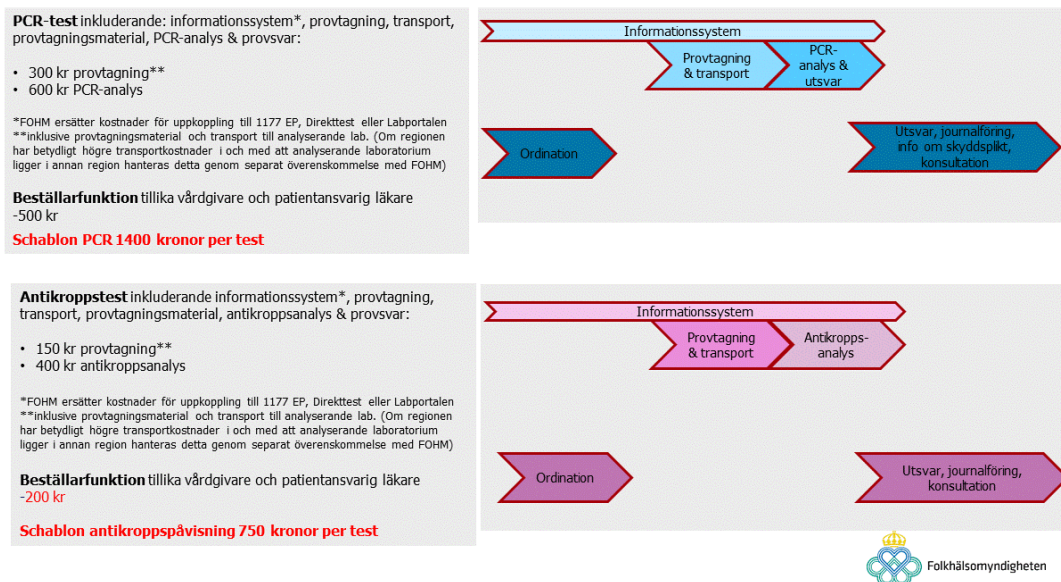 PCR-test inkluderande: informationssystem*, provtagning, transport,
provtagningsmaterial, PCR-analys & provsvar:
• 300 kr provtagning**
• 600 kr PCR-analys
*FOHM ersätter kostnader för uppkoppling till 1177 EP, Direkttest eller Labportalen
**inklusive provtagningsmaterial och transport till analyserande lab. (Om regionen
har betydligt högre transportkostnader i och med att analyserande laboratorium
ligger i annan region hanteras detta genom separat överenskommelse med FOHM)
Beställarfunktion tillika vårdgivare och patientansvarig läkare
-500 kr
Schablon PCR 1400 kronor per test
Informationssystem
Provtagning
& transport
PCR-
analys &
utsvar
Ordination
Utsvar, journalföring,
info om skyddsplikt,
konsultation
Antikroppstest inkluderande informationssystem*, provtagning,
transport, provtagningsmaterial, antikroppsanalys & provsvar:
• 150 kr provtagning**
• 400 kr antikroppsanalys
*FOHM ersätter kostnader för uppkoppling till 1177 EP, Direkttest eller Labportalen
**inklusive provtagningsmaterial och transport till analyserande lab. (Om regionen
har betydligt högre transportkostnader i och med att analyserande laboratorium
ligger i annan region hanteras detta genom separat överenskommelse med FOHM)
Beställarfunktion tillika vårdgivare och patientansvarig läkare
-200 kr
Schablon antikroppspåvisning 750 kronor per test
Informationssystem
Provtagning
& transport
Antikropps-
analys
Ordination
Utsvar, journalföring,
konsultation
Folkhälsomyndigheten